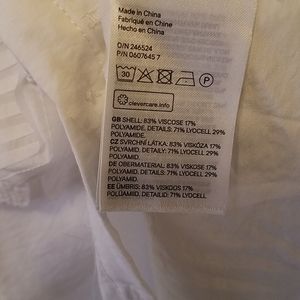 Made in China
Fabriqué en Chine
Hecho en China
O/N 246524
P/N 0607645 7
30
P
clevercare.info
GB SHELL: 83% VISCOSE 17%
POLYAMIDE, DETAILS: 71% LYOCELL 29%
POLYAMIDE.
CZ SVRCHNÍ LÁTKA: 83% VISKÓZA 17%
POLYAMID, DETAILY: 71% LYOCELL 29%
POLYAMID.
DE OBERMATERIAL: 83% VISKOSE 17%
POLYAMID, DETAILS: 71% LYOCELL 29%
POLYAMID.
EE ÜMBRIS: 83% VISKOOS 17%
POLÜAMIID, DETAILID: 71% LYOCELL